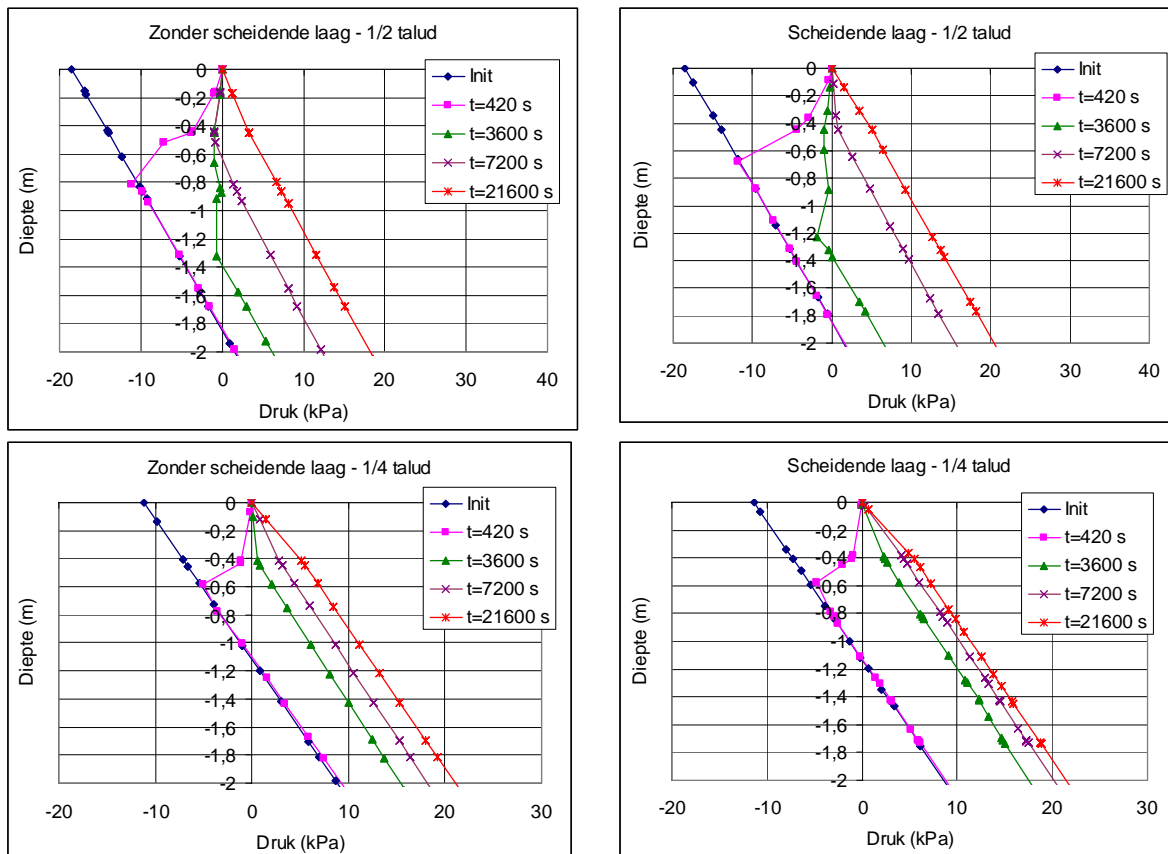 Zonder scheidende laag - 1/2 talud
0
-0,2
-0,4
-0,6
-0,8
-1
-1,2
-1,4
-1,6
-1,8
-2
-20 -10 0 10 20 30 40
Druk (kPa)
Diepte (m)
Init
t=420 s
t=3600 s
t=7200 s
t=21600 s
Scheidende laag - 1/2 talud
0
-0,2
-0,4
-0,6
-0,8
-1
-1,2
-1,4
-1,6
-1,8
-2
-20 -10 0 10 20 30 40
Druk (kPa)
Diepte (m)
Init
t=420 s
t=3600 s
t=7200 s
t=21600 s
Zonder scheidende laag - 1/4 talud
0
-0,2
-0,4
-0,6
-0,8
-1
-1,2
-1,4
-1,6
-1,8
-2
-20 -10 0 10 20 30
Druk (kPa)
Diepte (m)
Init
t=420 s
t=3600 s
t=7200 s
t=21600 s
Scheidende laag - 1/4 talud
0
-0,2
-0,4
-0,6
-0,8
-1
-1,2
-1,4
-1,6
-1,8
-2
-20 -10 0 10 20 30
Druk (kPa)
Diepte (m)
Init
t=420 s
t=3600 s
t=7200 s
t=21600 s